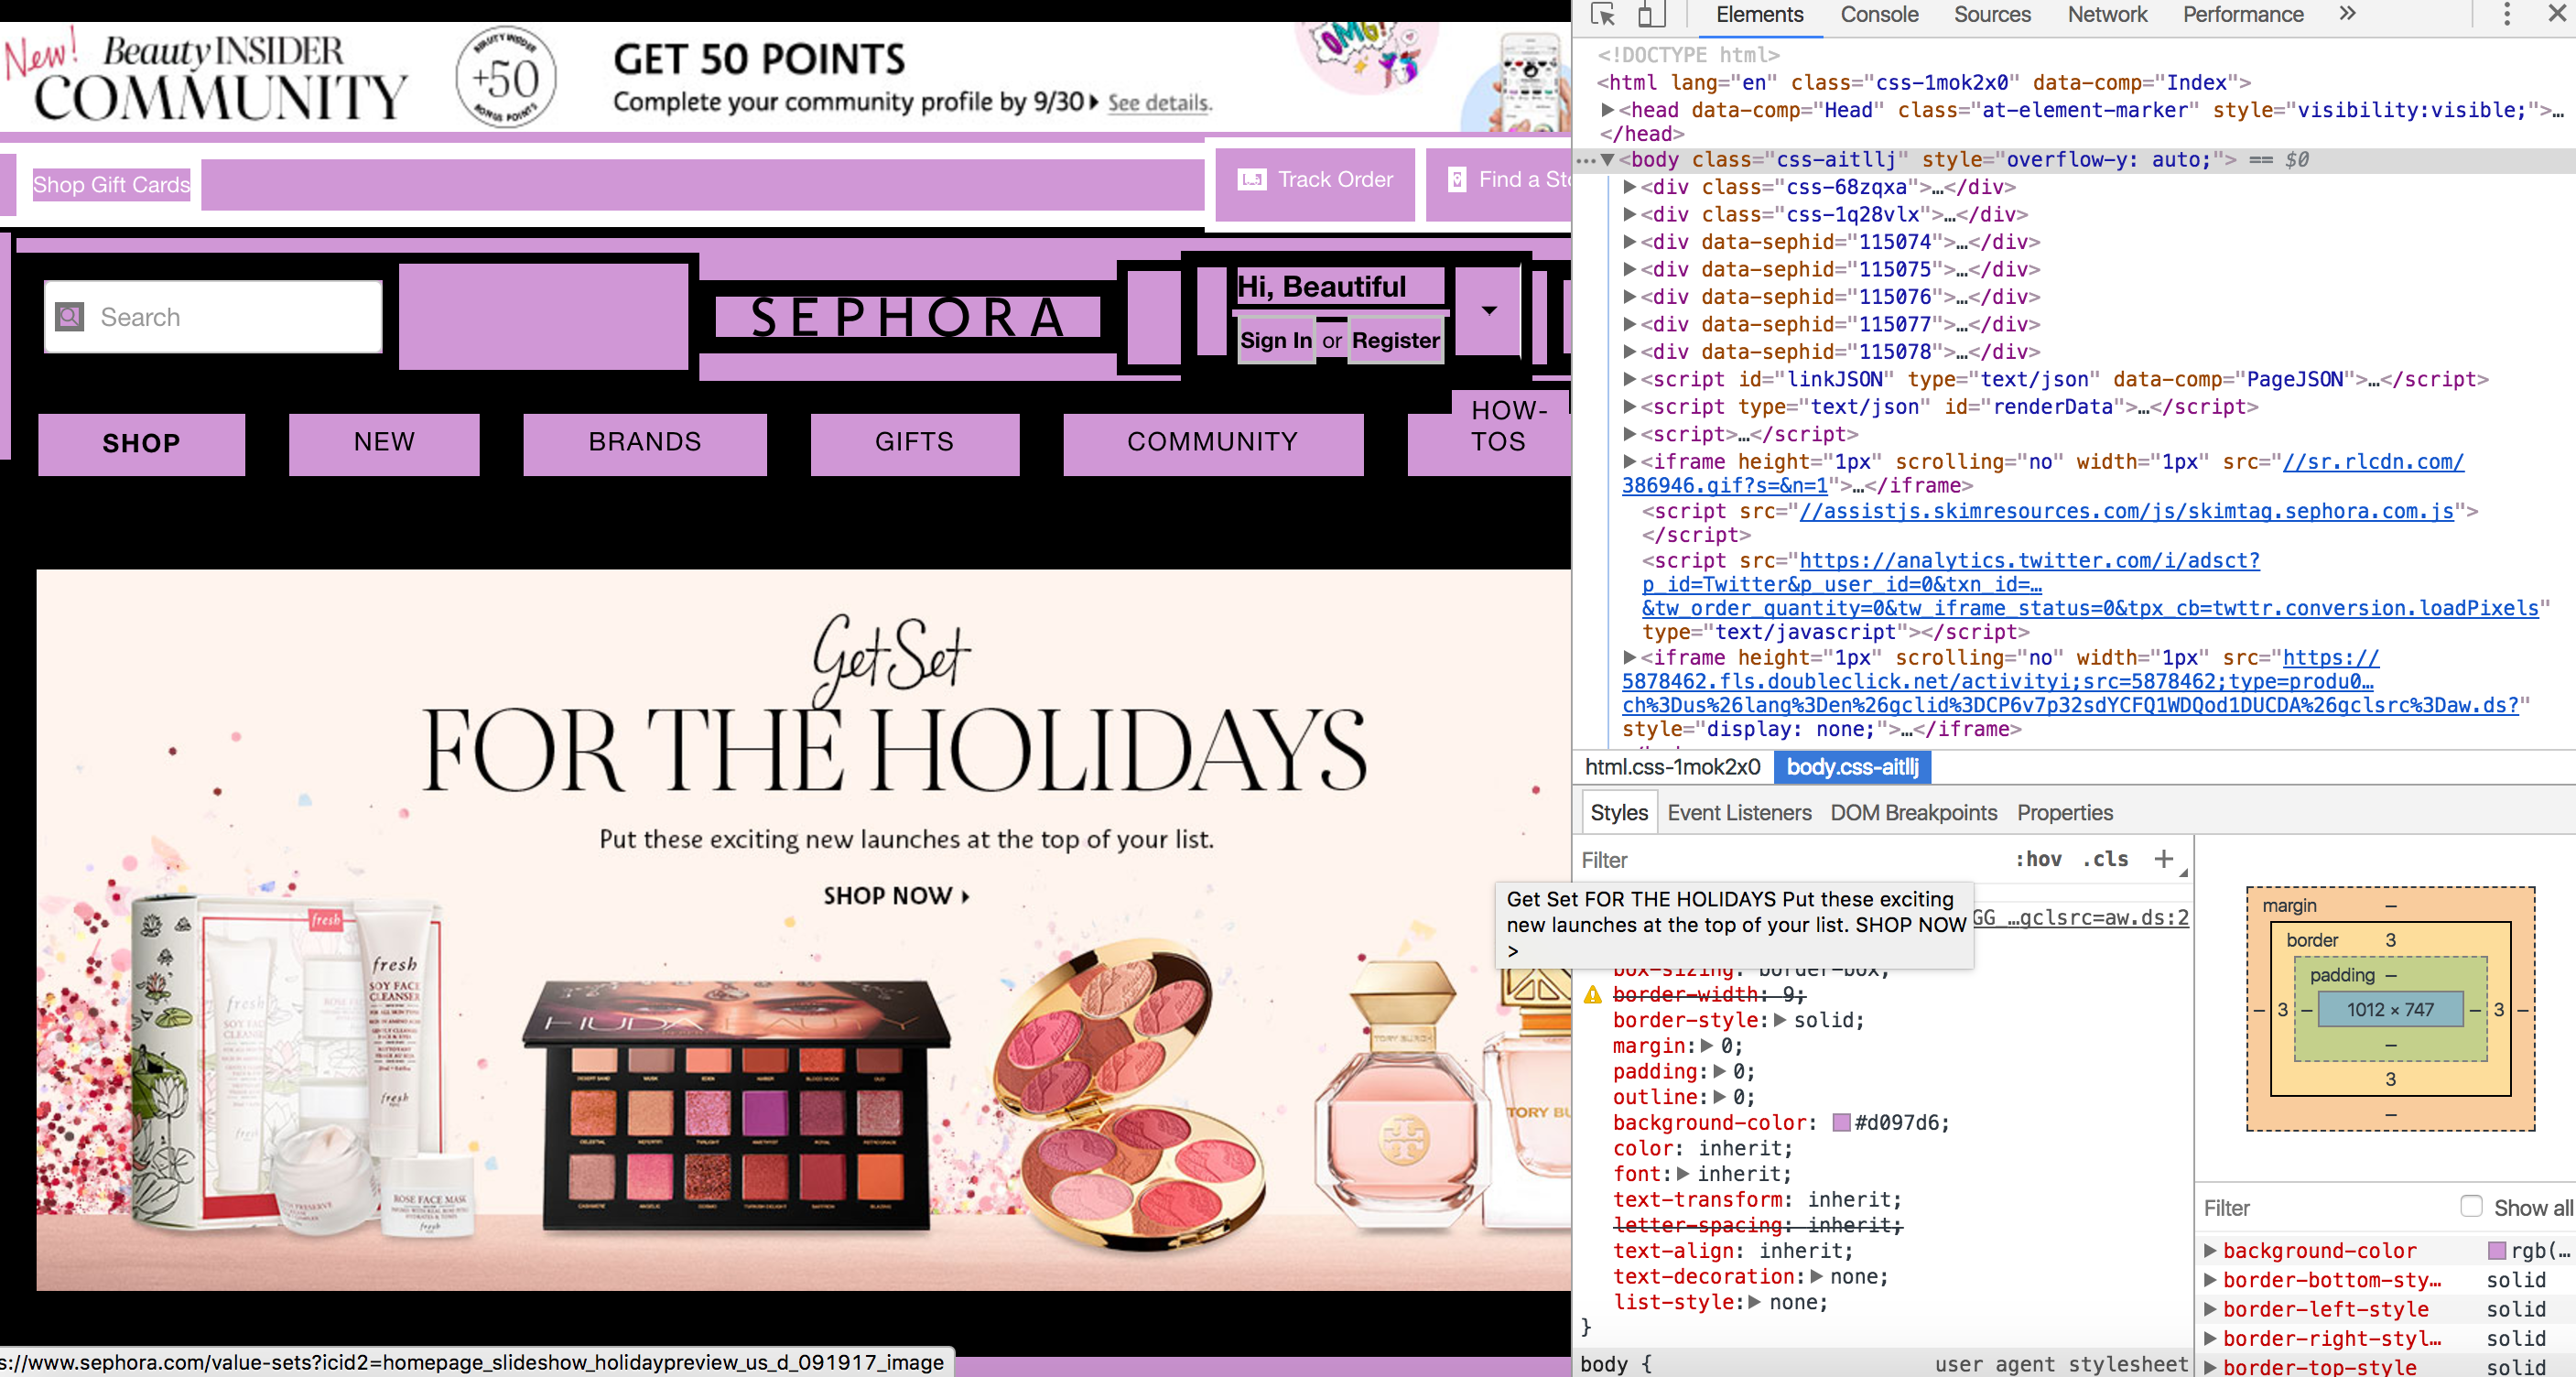 New!
Beauty INSIDER
COMMUNITY
BEAUTY INSIDER
+50
BONUS POINTS
GET 50 POINTS
Complete your community profile by 9/30 See details.
OMG!
Shop Gift Cards
Track Order
Find a Sto
Search
SEPHORA
Hi, Beautiful
Sign In or Register
SHOP
NEW
BRANDS
GIFTS
COMMUNITY
HOW-
TOS
Get Set
FOR THE HOLIDAYS
Put these exciting new launches at the top of your list.
SHOP NOW
fresh
fresh
SOY FACE
CLEANSER
fresh
ROSE FACE MASK
fresh
HUDA BEAUTY
TORY BURCH
TORY BU
s://www.sephora.com/value-sets?icid2=homepage_slideshow_holidaypreview_us_d_091917_image
Elements
Console
Sources
Network
Performance
<!DOCTYPE html>
<html lang="en" class="css-1mok2x0" data-comp="Index">
<head data-comp="Head" class="at-element-marker" style="visibility:visible;">…
</head>
<body class="css-aitllj" style="overflow-y: auto;"> == $0
<div class="css-68zqxa">…</div>
<div class="css-1q28vlx">…</div>
<div data-sephid="115074">…</div>
<div data-sephid="115075">…</div>
<div data-sephid="115076">…</div>
<div data-sephid="115077">…</div>
<div data-sephid="115078">…</div>
<script id="linkJSON" type="text/json" data-comp="PageJSON">…</script>
<script type="text/json" id="renderData">…</script>
<script>…</script>
<iframe height="1px" scrolling="no" width="1px" src="//sr.rlcdn.com/
386946.gif?s=&n=1">…</iframe>
<script src="//assistjs.skimresources.com/js/skimtag.sephora.com.js">
</script>
<script src="https://analytics.twitter.com/i/adsct?
p_id=Twitter&p_user_id=0&txn_id=…
&tw_order_quantity=0&tw_iframe_status=0&tpx_cb=twttr.conversion.loadPixels"
type="text/javascript"></script>
<iframe height="1px" scrolling="no" width="1px" src="https://
5878462.fls.doubleclick.net/activityi;src=5878462;type=produ0…
ch%3Dus%26lang%3Den%26gclid%3DCP6v7p32sdYCFQ1WDQod1DUCDA%26gclsrc%3Daw.ds?"
style="display: none;">…</iframe>
html.css-1mok2x0
body.css-aitllj
Styles
Event Listeners
DOM Breakpoints
Properties
Filter
:hov
.cls
+
Get Set FOR THE HOLIDAYS Put these exciting
new launches at the top of your list. SHOP NOW
>
GG_…gclsrc=aw.ds:2
box-sizing: border-box;
border-width: 9;
border-style: solid;
margin: 0;
padding: 0;
outline: 0;
background-color: #d097d6;
color: inherit;
font: inherit;
text-transform: inherit;
letter-spacing: inherit;
text-align: inherit;
text-decoration: none;
list-style: none;
}
body {
user agent stylesheet
margin –
border 3
padding –
– 3 – 1012 × 747 – 3 –
–
3
–
Filter
Show all
background-color rgb(…
border-bottom-sty… solid
border-left-style solid
border-right-styl… solid
border-top-style solid